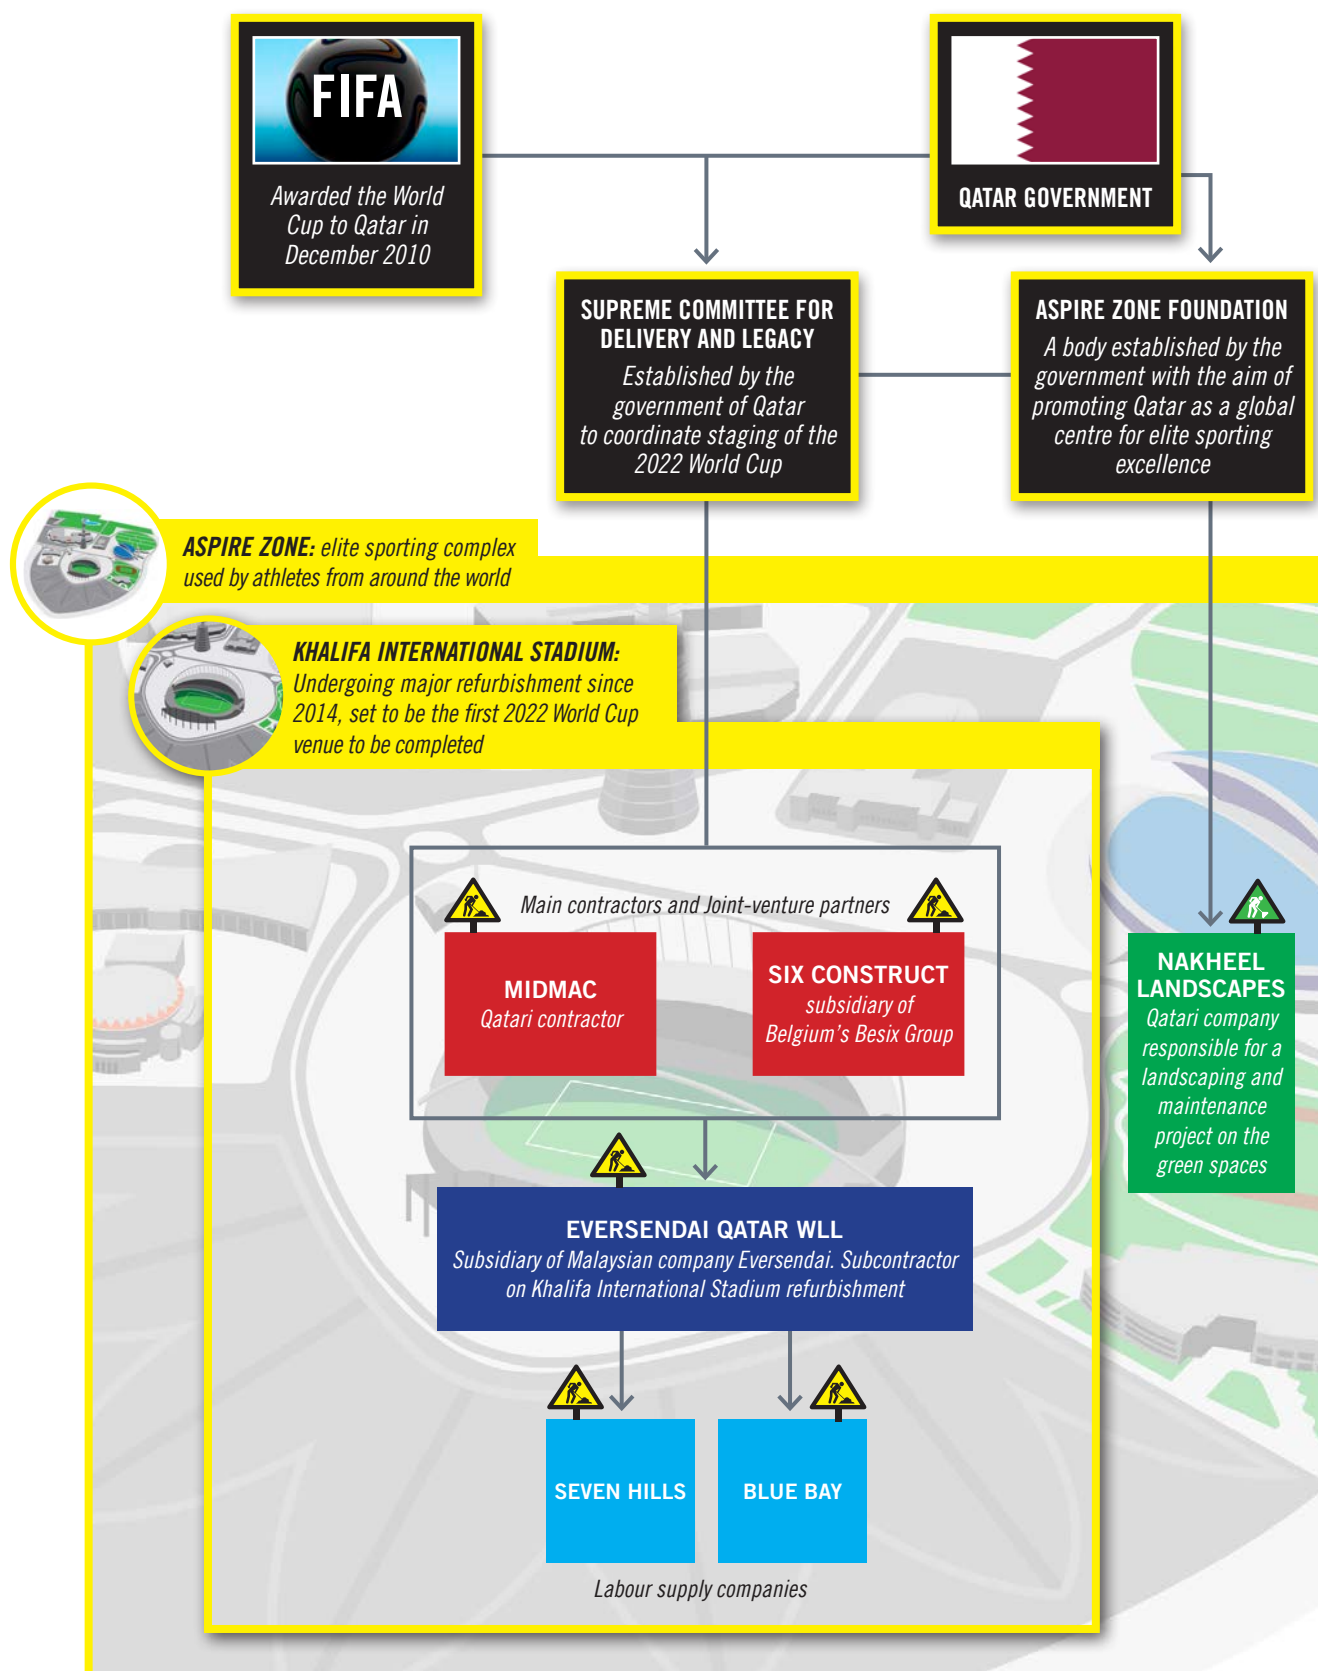 FIFA
Awarded the World
Cup to Qatar in
December 2010
QATAR GOVERNMENT
SUPREME COMMITTEE FOR
DELIVERY AND LEGACY
Established by the
government of Qatar
to coordinate staging of the
2022 World Cup
ASPIRE ZONE FOUNDATION
A body established by the
government with the aim of
promoting Qatar as a global
centre for elite sporting
excellence
ASPIRE ZONE: elite sporting complex
used by athletes from around the world
KHALIFA INTERNATIONAL STADIUM:
Undergoing major refurbishment since
2014, set to be the first 2022 World Cup
venue to be completed
Main contractors and Joint-venture partners
MIDMAC
Qatari contractor
SIX CONSTRUCT
subsidiary of
Belgium's Besix Group
NAKHEEL
LANDSCAPES
Qatari company
responsible for a
landscaping and
maintenance
project on the
green spaces
EVERSENDAI QATAR WLL
Subsidiary of Malaysian company Eversendai. Subcontractor
on Khalifa International Stadium refurbishment
SEVEN HILLS
BLUE BAY
Labour supply companies